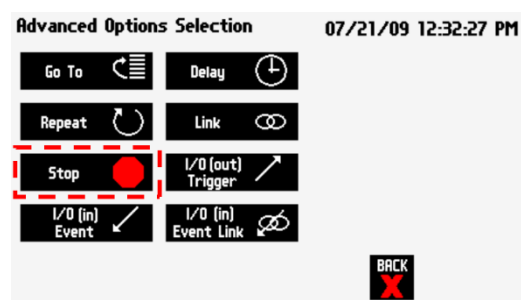 Advanced Options Selection 07/21/09 12:32:27 PM
Go To Delay
Repeat Link
Stop I/O (out)
Trigger
I/O (in)
Event I/O (in)
Event Link
BACK